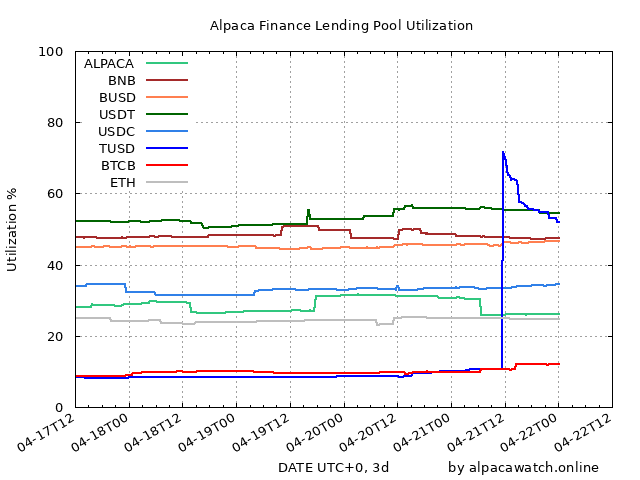 Alpaca Finance Lending Pool Utilization
100
80
60
40
20
0
Utilization %
ALPACA
BNB
BUSD
USDT
USDC
TUSD
BTCB
ETH
04-17T12
04-18T00
04-18T12
04-19T00
04-19T12
04-20T00
04-20T12
04-21T00
04-21T12
04-22T00
04-22T12
DATE UTC+0, 3d
by alpacawatch.online